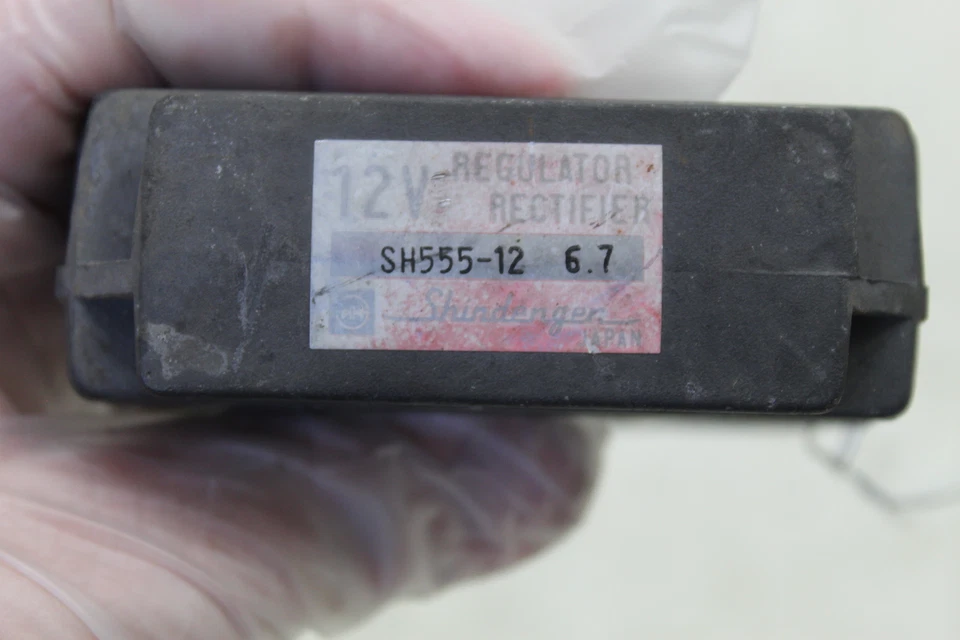 12V REGULATOR
RECTIFIER
SH555-12 6.7
Shindengen
JAPAN